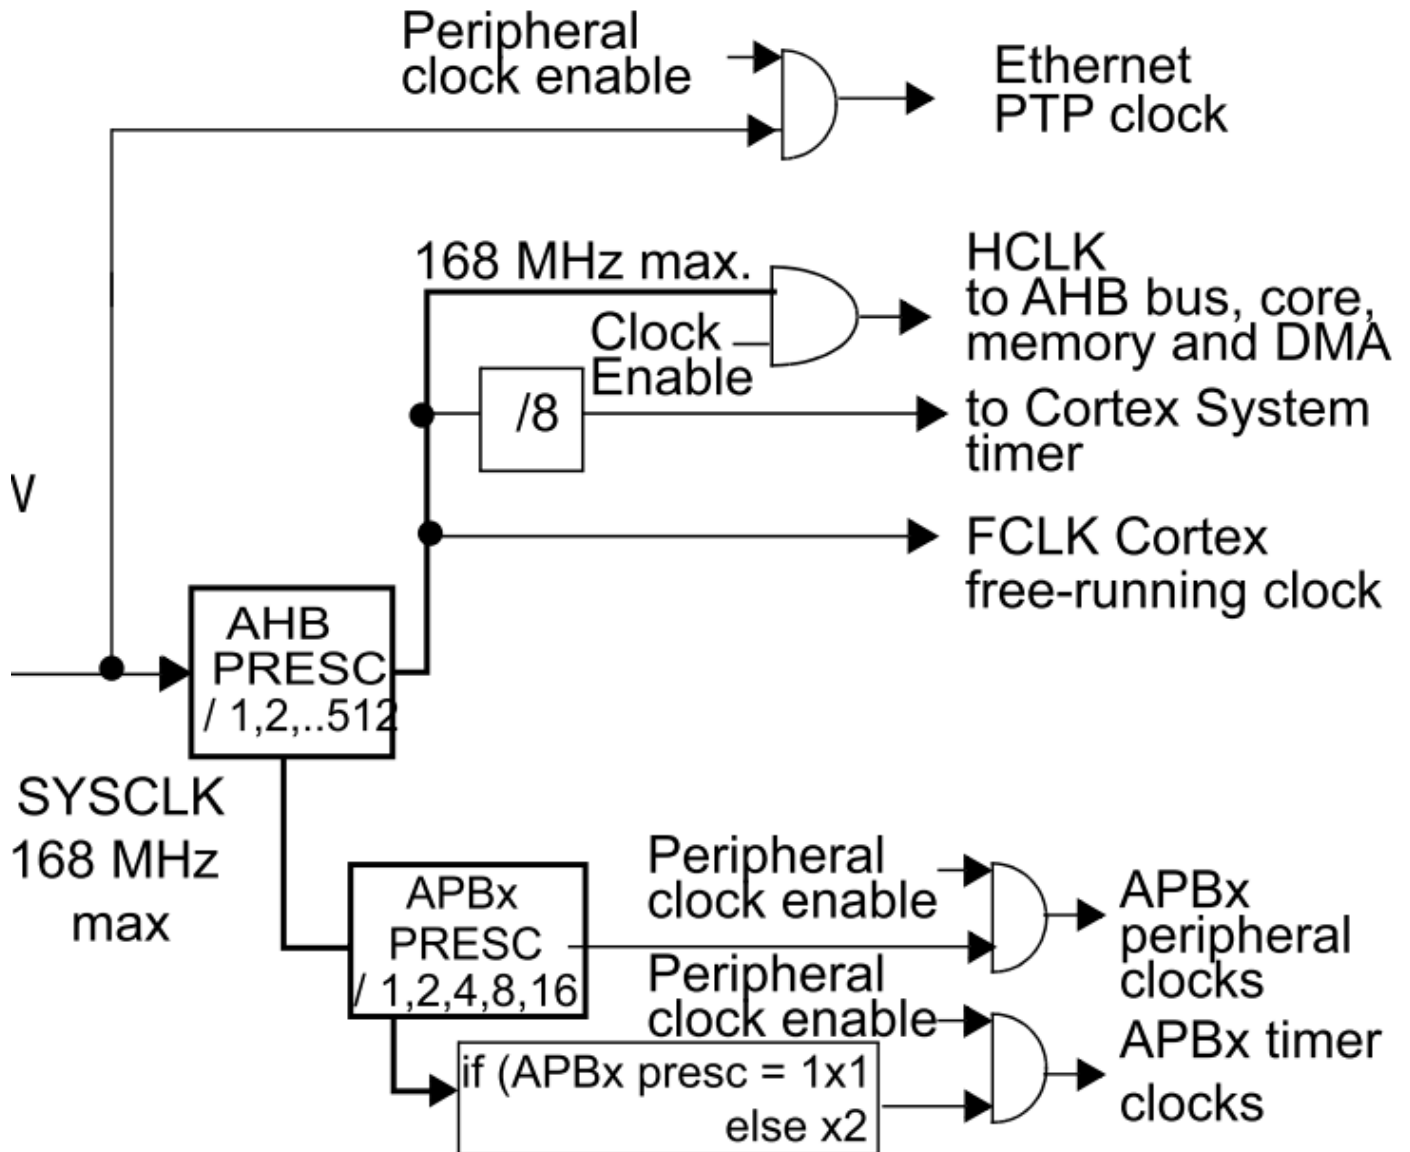 Peripheral
clock enable
Ethernet
PTP clock
168 MHz max.
Clock
Enable
HCLK
to AHB bus, core,
memory and DMA
/8
to Cortex System
timer
FCLK Cortex
free-running clock
AHB
PRESC
/ 1,2,..512
SYSCLK
168 MHz
max
APBx
PRESC
/ 1,2,4,8,16
Peripheral
clock enable
APBx
peripheral
clocks
Peripheral
clock enable
if (APBx presc = 1x1
else x2
APBx timer
clocks